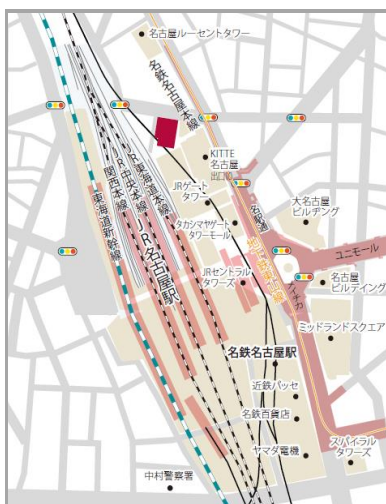 名古屋ルーセントタワー
名鉄名古屋本線
KITTE
名古屋
出口10
JR東海道本線
JR中央本線
関西本線
東海道新幹線
JRゲート
タワー
名駅通
大名古屋
ビルヂング
タカシマヤゲート
タワーモール
JR名古屋駅
地下鉄東山線
ユニモール
JRセントラル
タワーズ
メイチカ
名古屋
ビルディング
ミッドランドスクエア
名鉄名古屋駅
近鉄パッセ
名鉄百貨店
ヤマダ電機
スパイラル
タワーズ
中村警察署